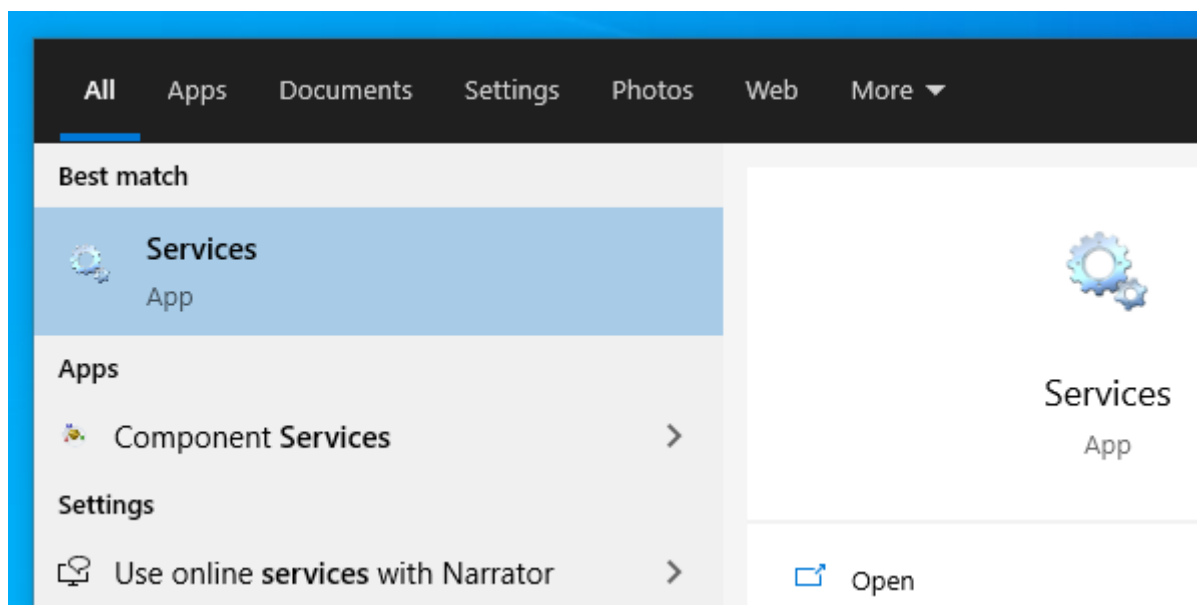 All Apps Documents Settings Photos Web More
Best match
Services
App
Apps
Component Services
Settings
Use online services with Narrator
Services
App
Open